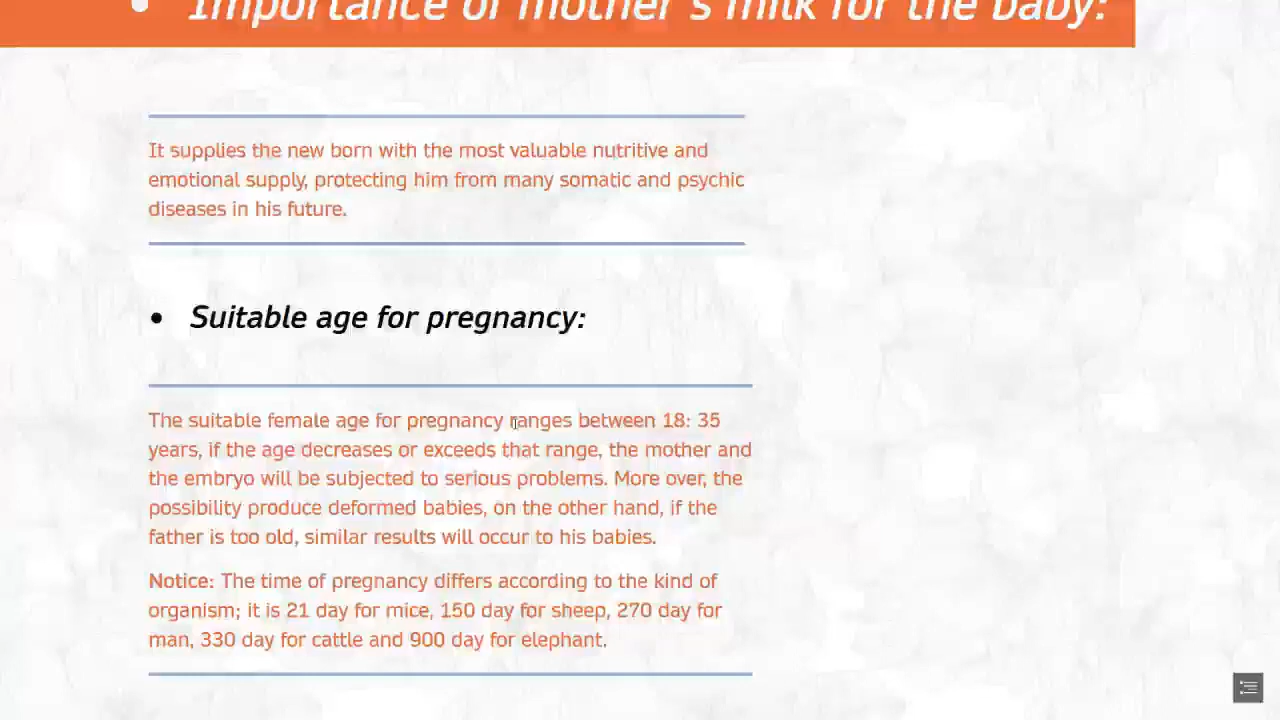 • Importance of mother's milk for the baby:
It supplies the new born with the most valuable nutritive and
emotional supply, protecting him from many somatic and psychic
diseases in his future.
• Suitable age for pregnancy:
The suitable female age for pregnancy ranges between 18: 35
years, if the age decreases or exceeds that range, the mother and
the embryo will be subjected to serious problems. More over, the
possibility produce deformed babies, on the other hand, if the
father is too old, similar results will occur to his babies.
Notice: The time of pregnancy differs according to the kind of
organism; it is 21 day for mice, 150 day for sheep, 270 day for
man, 330 day for cattle and 900 day for elephant.